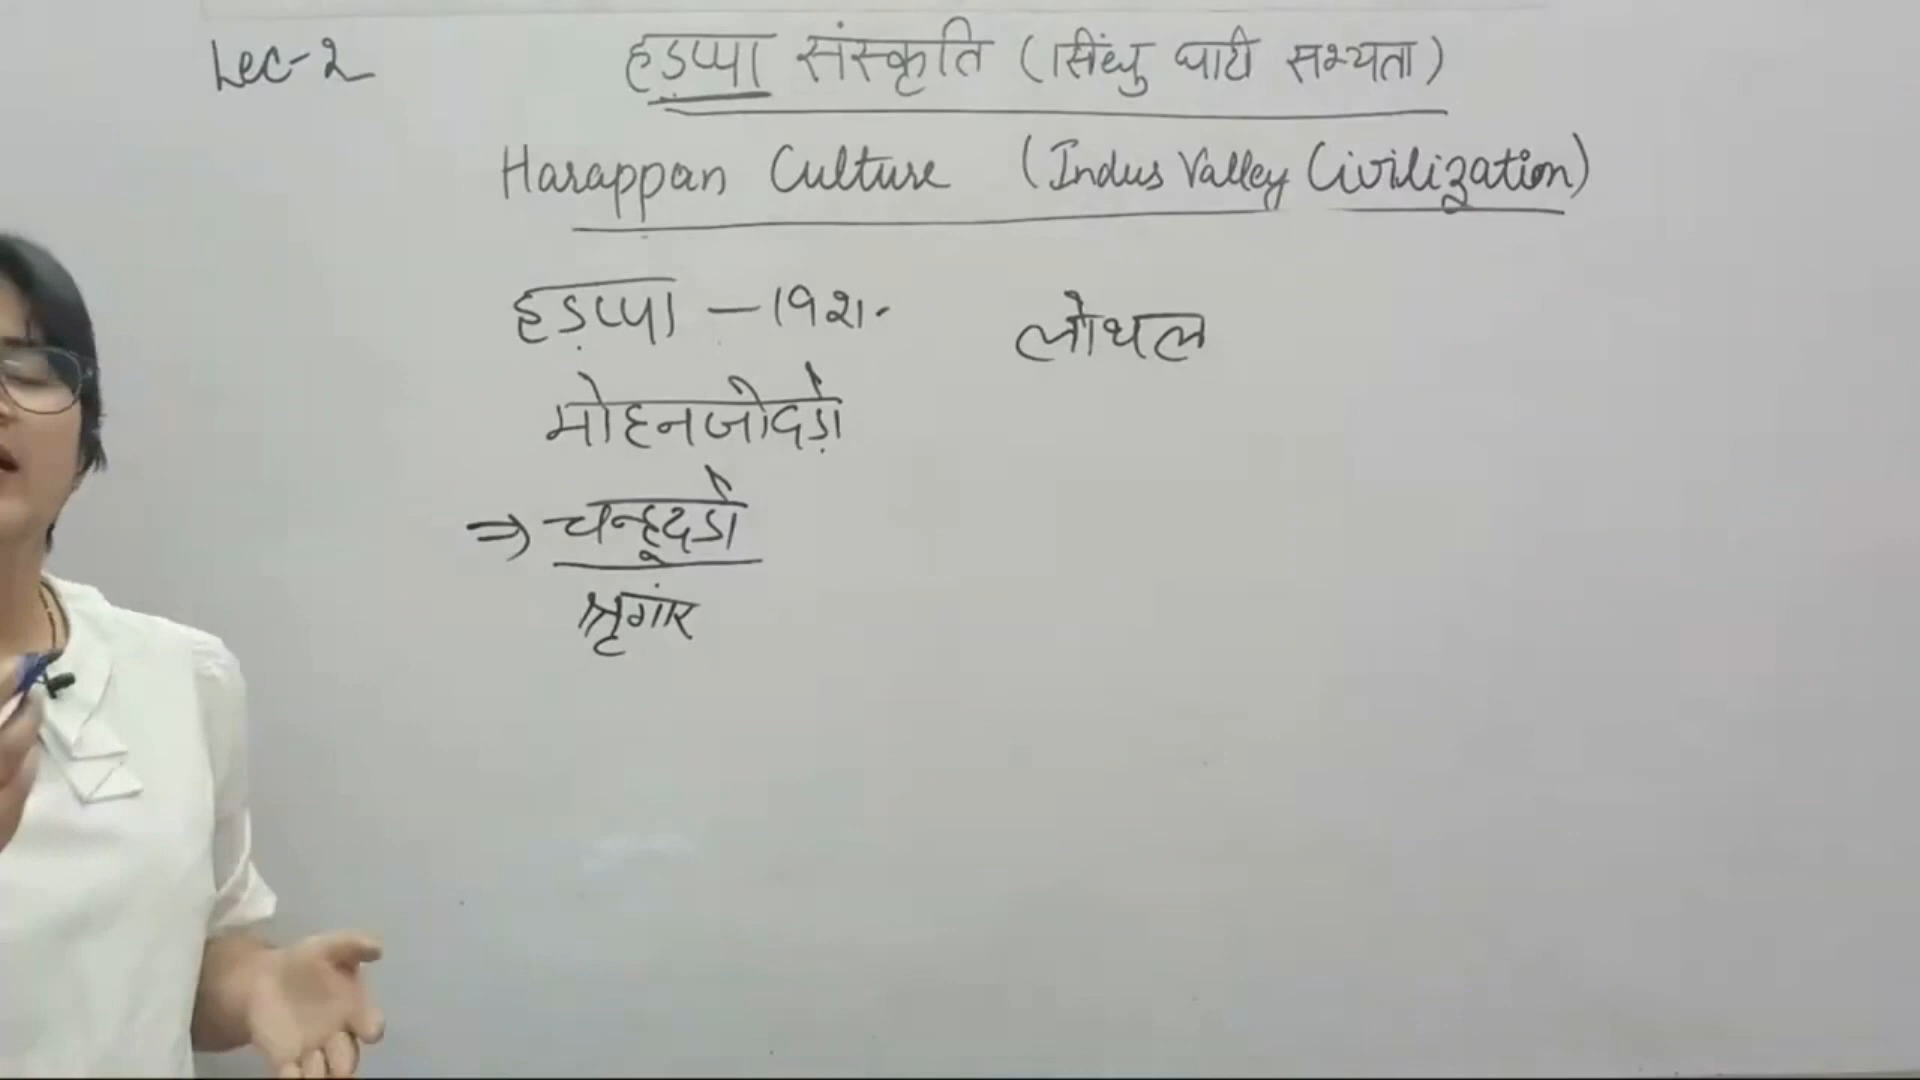 Lec-2
हड़प्पा संस्कृति (सिंधु घाटी सभ्यता)
Harappan Culture (Indus Valley Civilization)
हड़प्पा – 1921.
लोथल
मोहनजोदड़ो
⇒ चन्हूदडो
श्रृगांर